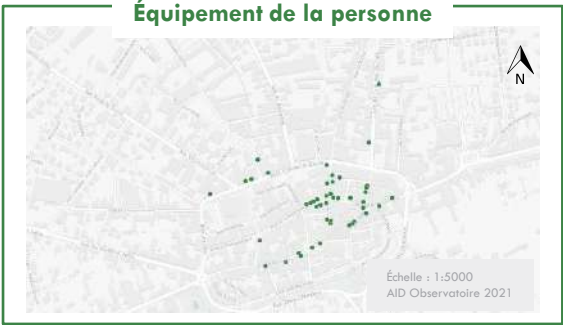 Équipement de la personne
N
Échelle : 1:5000
AID Observatoire 2021